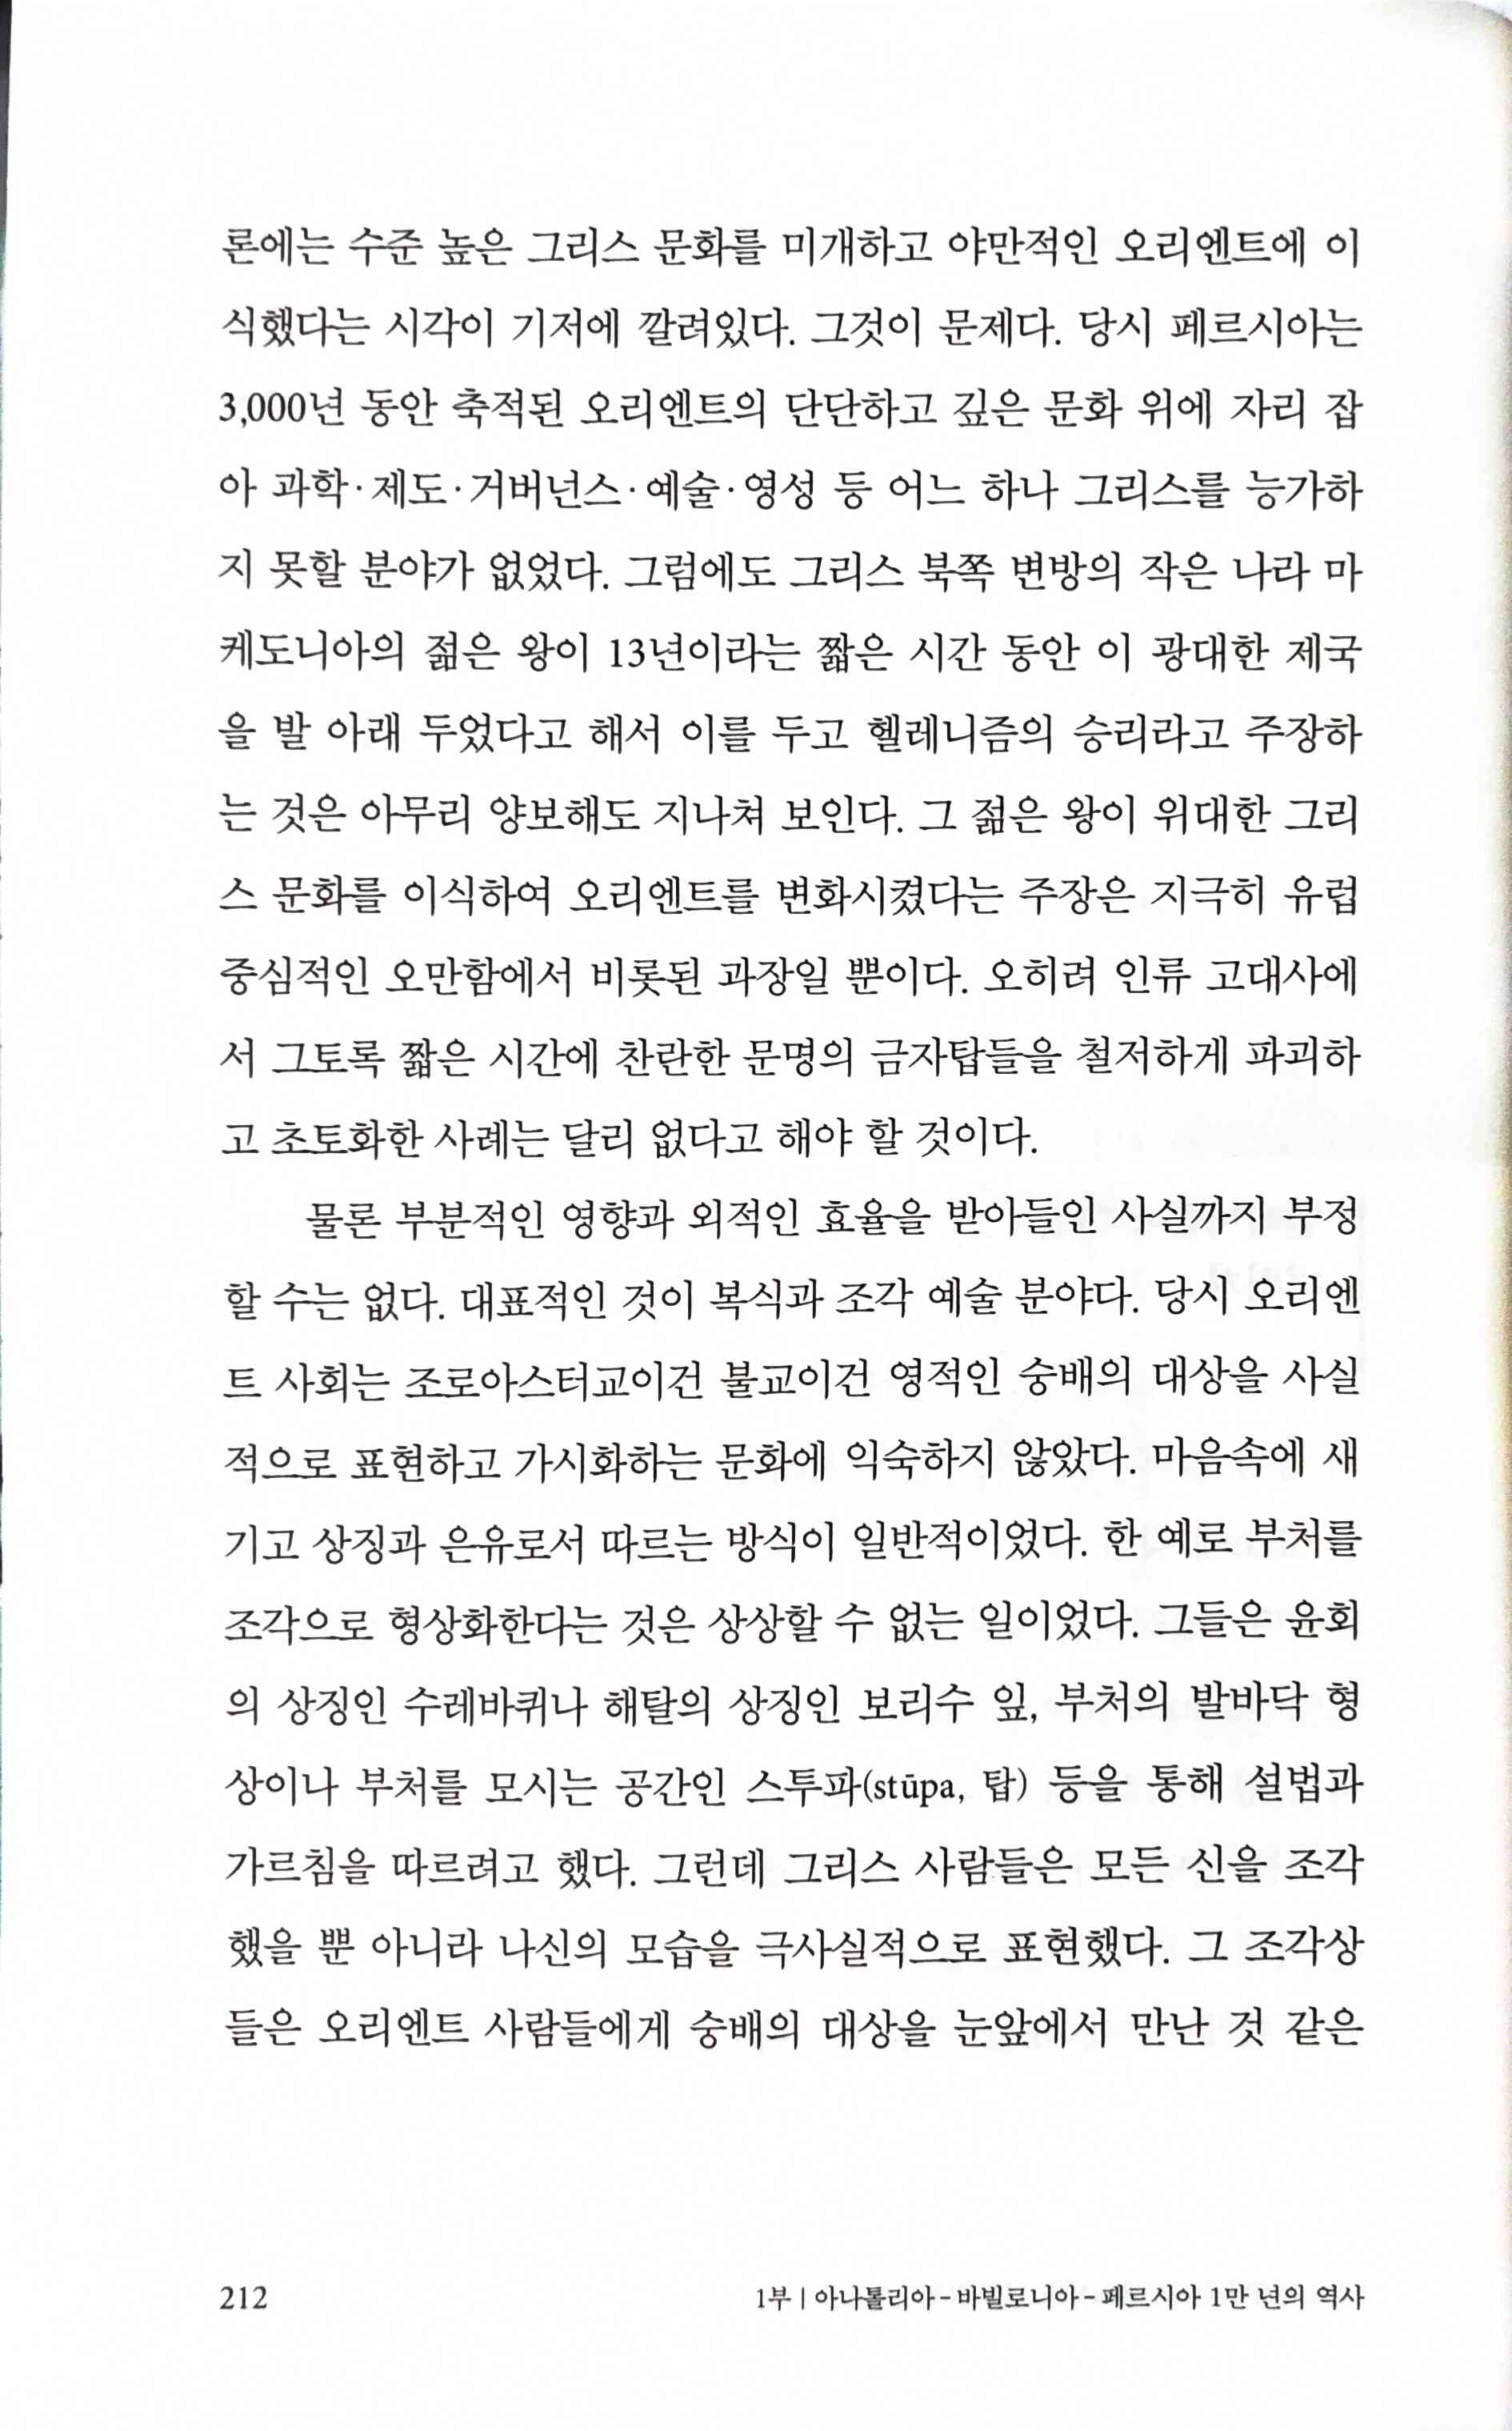 론에는 수준 높은 그리스 문화를 미개하고 야만적인 오리엔트에 이
식했다는 시각이 기저에 깔려있다. 그것이 문제다. 당시 페르시아는
3,000년 동안 축적된 오리엔트의 단단하고 깊은 문화 위에 자리 잡
아 과학·제도·거버넌스·예술·영성 등 어느 하나 그리스를 능가하
지 못할 분야가 없었다. 그럼에도 그리스 북쪽 변방의 작은 나라 마
케도니아의 젊은 왕이 13년이라는 짧은 시간 동안 이 광대한 제국
을 발 아래 두었다고 해서 이를 두고 헬레니즘의 승리라고 주장하
는 것은 아무리 양보해도 지나쳐 보인다. 그 젊은 왕이 위대한 그리
스 문화를 이식하여 오리엔트를 변화시켰다는 주장은 지극히 유럽
중심적인 오만함에서 비롯된 과장일 뿐이다. 오히려 인류 고대사에
서 그토록 짧은 시간에 찬란한 문명의 금자탑들을 철저하게 파괴하
고 초토화한 사례는 달리 없다고 해야 할 것이다.
물론 부분적인 영향과 외적인 효율을 받아들인 사실까지 부정
할 수는 없다. 대표적인 것이 복식과 조각 예술 분야다. 당시 오리엔
트 사회는 조로아스터교이건 불교이건 영적인 숭배의 대상을 사실
적으로 표현하고 가시화하는 문화에 익숙하지 않았다. 마음속에 새
기고 상징과 은유로서 따르는 방식이 일반적이었다. 한 예로 부처를
조각으로 형상화한다는 것은 상상할 수 없는 일이었다. 그들은 윤회
의 상징인 수레바퀴나 해탈의 상징인 보리수 잎, 부처의 발바닥 형
상이나 부처를 모시는 공간인 스투파(stūpa, 탑) 등을 통해 설법과
가르침을 따르려고 했다. 그런데 그리스 사람들은 모든 신을 조각
했을 뿐 아니라 나신의 모습을 극사실적으로 표현했다. 그 조각상
들은 오리엔트 사람들에게 숭배의 대상을 눈앞에서 만난 것 같은
212
1부 | 아나톨리아-바빌로니아-페르시아 1만 년의 역사